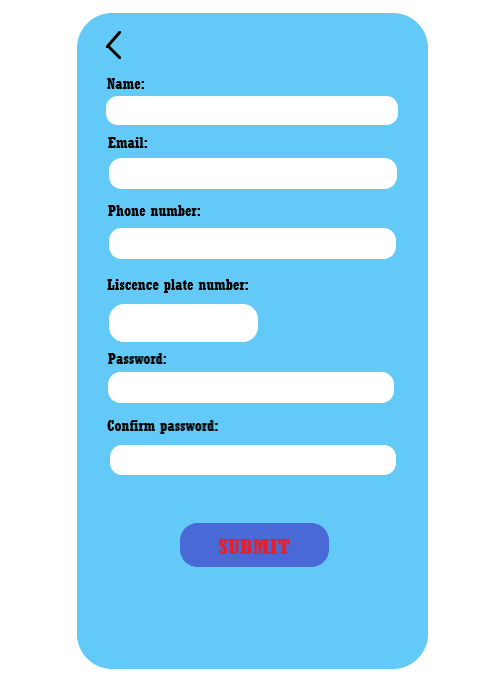 Name:
Email:
Phone number:
Liscence plate number:
Password:
Confirm password:
SUBMIT